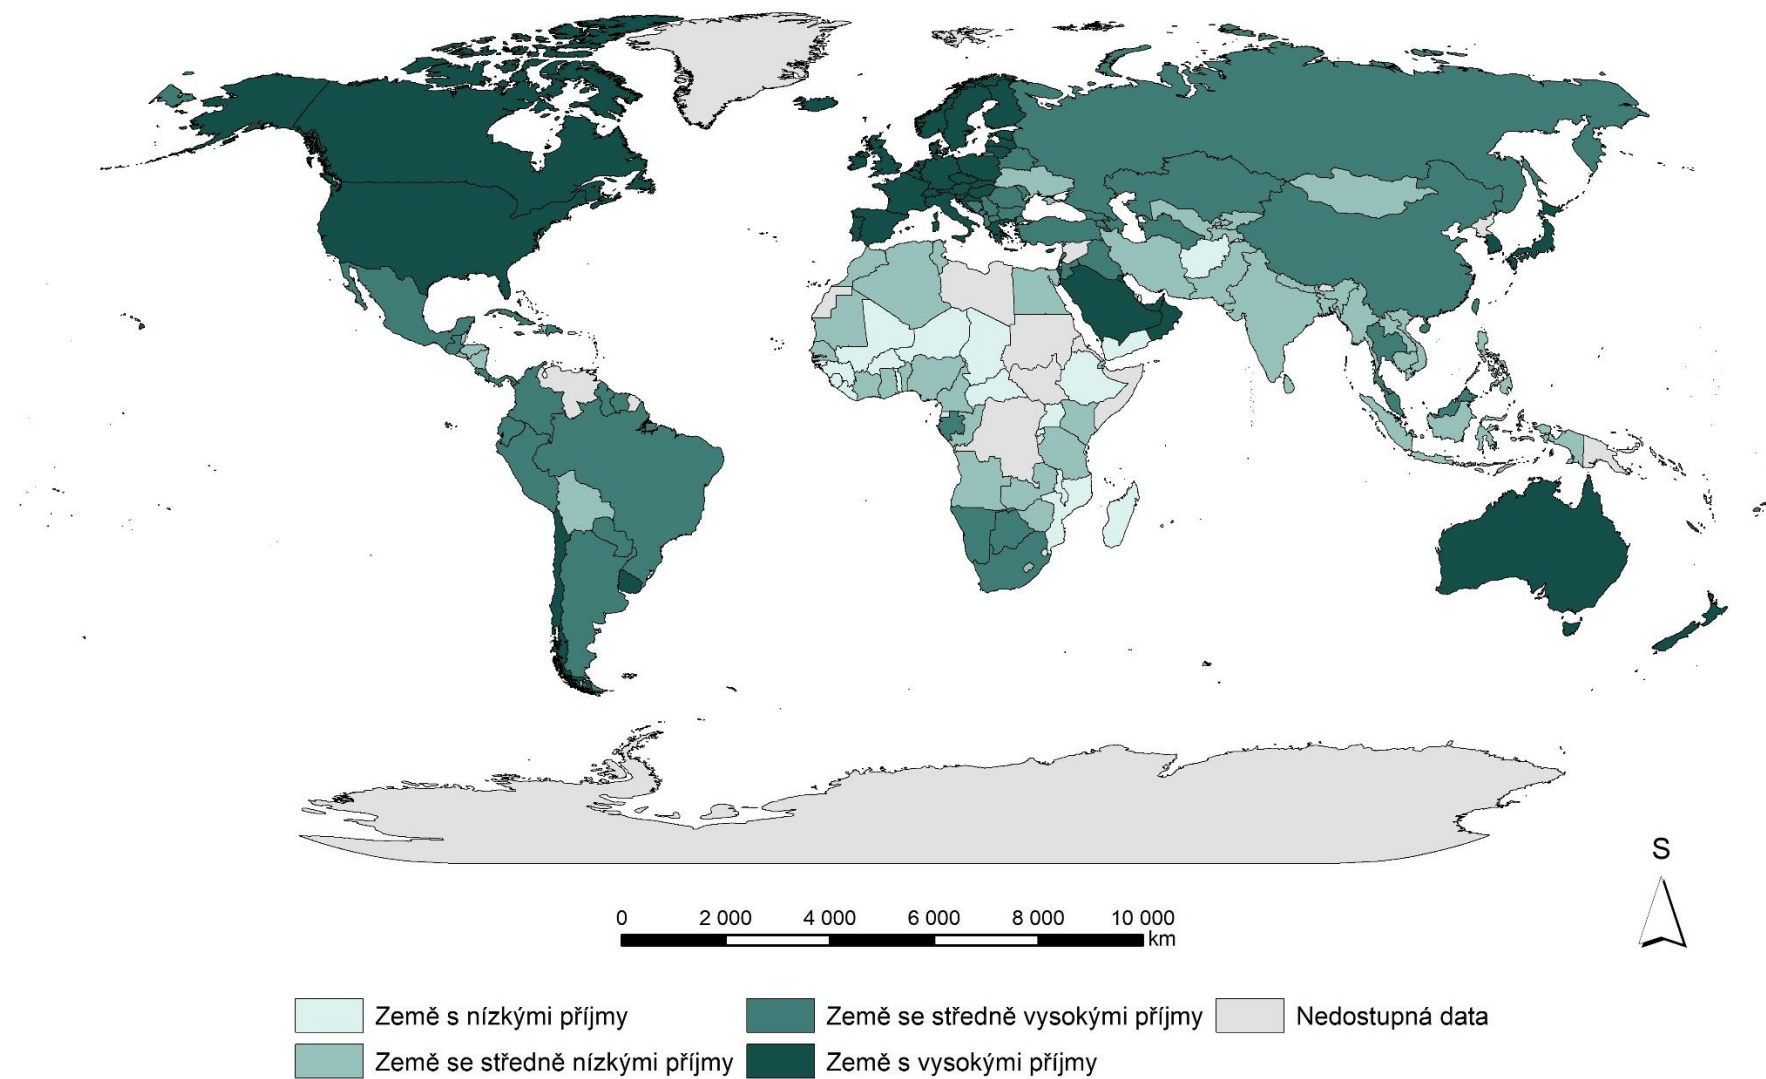 S
0 2 000 4 000 6 000 8 000 10 000
km
Země s nízkými příjmy
Země se středně nízkými příjmy
Země se středně vysokými příjmy
Země s vysokými příjmy
Nedostupná data